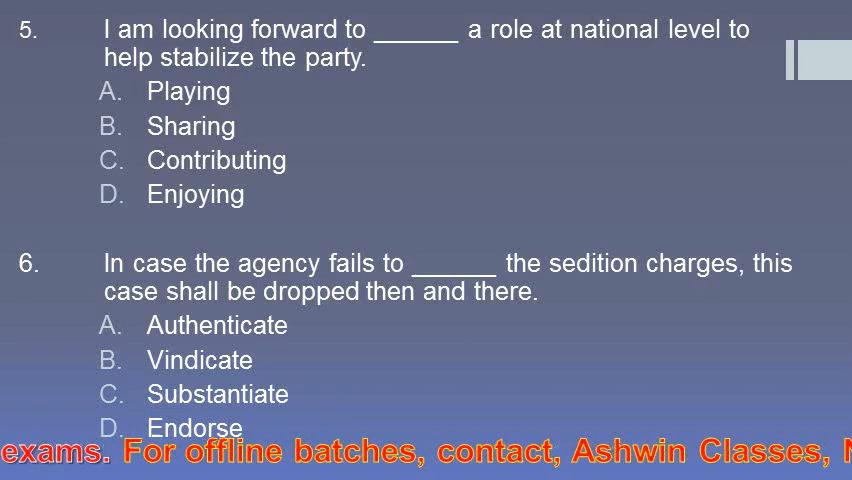 5. I am looking forward to ______ a role at national level to
help stabilize the party.
A. Playing
B. Sharing
C. Contributing
D. Enjoying
6. In case the agency fails to ______ the sedition charges, this
case shall be dropped then and there.
A. Authenticate
B. Vindicate
C. Substantiate
D. Endorse
exams. For offline batches, contact, Ashwin Classes,